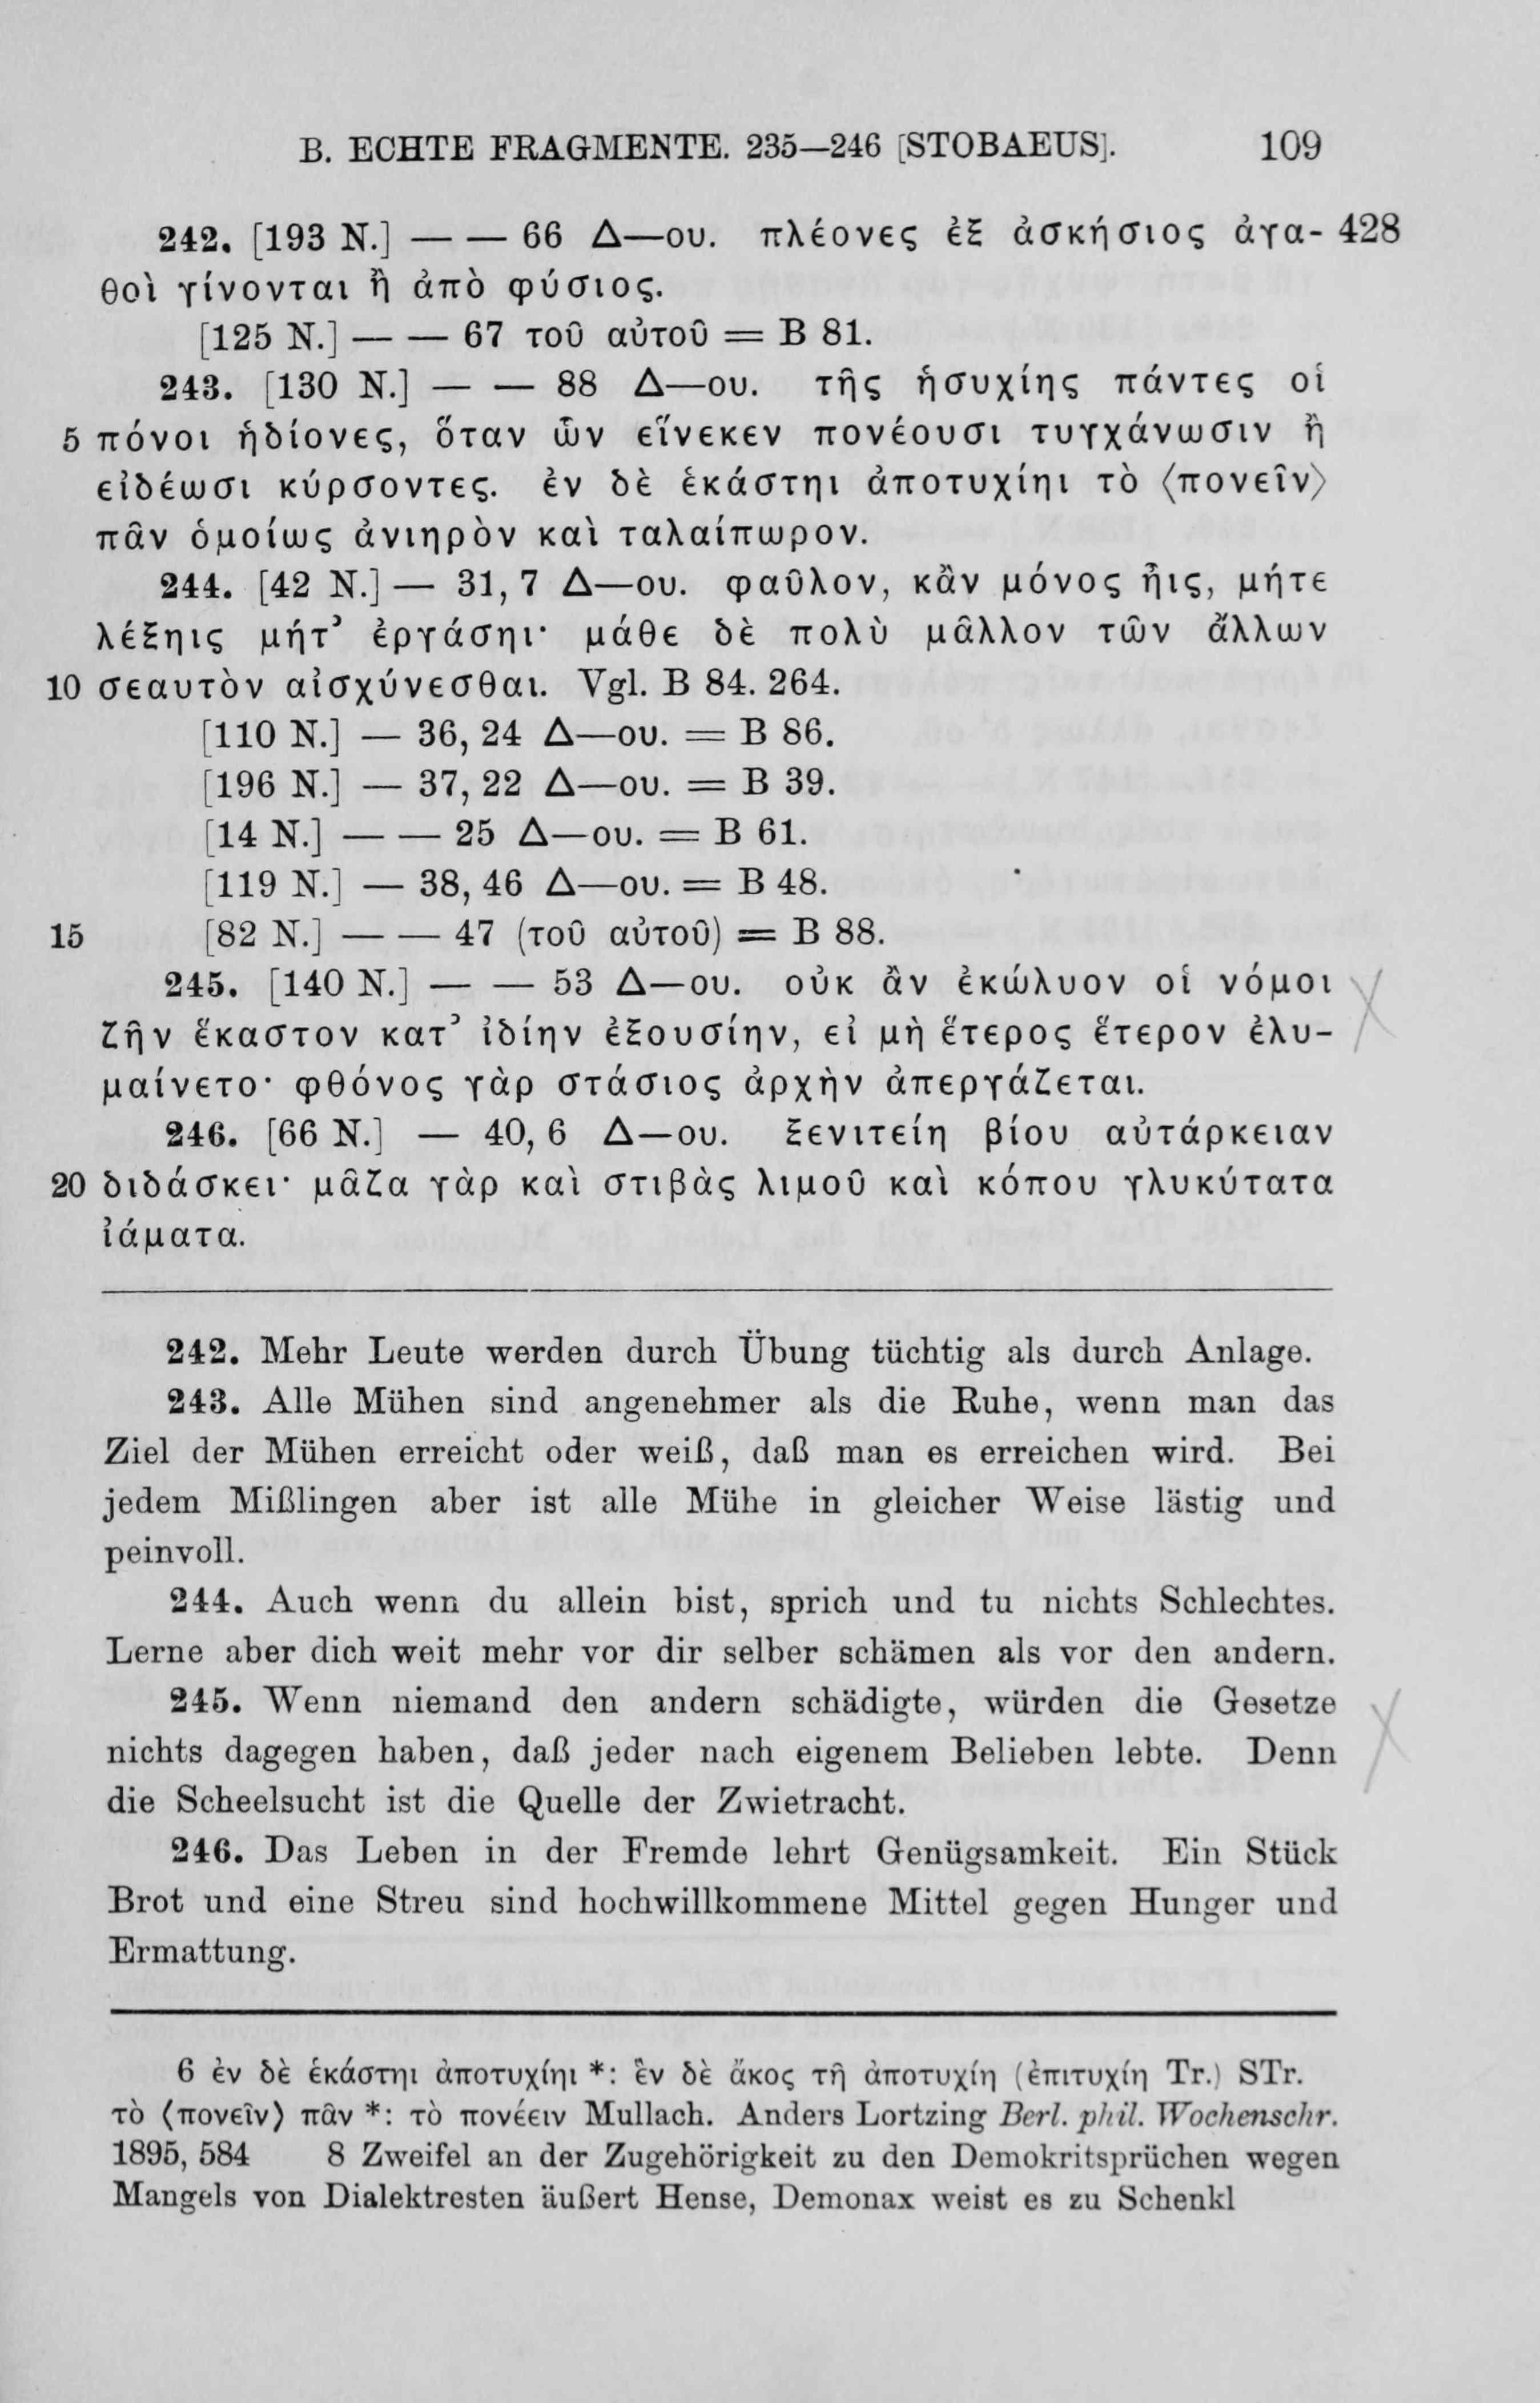 B. ECHTE FRAGMENTE. 235—246 [STOBAEUS]. 109
242. [193 N.] — — 66 Δ—ου. πλέονες ἐξ ἀσκήσιος ἀγα- 428
θοὶ γίνονται ἢ ἀπὸ φύσιος.
[125 N.] — — 67 τοῦ αὐτοῦ = B 81.
243. [130 N.] — — 88 Δ—ου. τῆς ἡσυχίης πάντες οἱ
5 πόνοι ἡδίονες, ὅταν ὧν εἵνεκεν πονέουσι τυγχάνωσιν ἢ
εἰδέωσι κύρσοντες. ἐν δὲ ἑκάστηι ἀποτυχίηι τὸ ⟨πονεῖν⟩
πᾶν ὁμοίως ἀνιηρὸν καὶ ταλαίπωρον.
244. [42 N.] — 31, 7 Δ—ου. φαῦλον, κἂν μόνος ἦις, μήτε
λέξηις μήτ’ ἐργάσηι· μάθε δὲ πολὺ μᾶλλον τῶν ἄλλων
10 σεαυτὸν αἰσχύνεσθαι. Vgl. B 84. 264.
[110 N.] — 36, 24 Δ—ου. = B 86.
[196 N.] — 37, 22 Δ—ου. = B 39.
[14 N.] — — 25 Δ—ου. = B 61.
[119 N.] — 38, 46 Δ—ου. = B 48.
15 [82 N.] — — 47 (τοῦ αὐτοῦ) = B 88.
245. [140 N.] — — 53 Δ—ου. οὐκ ἂν ἐκώλυον οἱ νόμοι
ζῆν ἕκαστον κατ’ ἰδίην ἐξουσίην, εἰ μὴ ἕτερος ἕτερον ἐλυ-
μαίνετο· φθόνος γὰρ στάσιος ἀρχὴν ἀπεργάζεται.
246. [66 N.] — 40, 6 Δ—ου. ξενιτείη βίου αὐτάρκειαν
20 διδάσκει· μᾶζα γὰρ καὶ στιβὰς λιμοῦ καὶ κόπου γλυκύτατα
ἰάματα.
242. Mehr Leute werden durch Übung tüchtig als durch Anlage.
243. Alle Mühen sind angenehmer als die Ruhe, wenn man das
Ziel der Mühen erreicht oder weiß, daß man es erreichen wird. Bei
jedem Mißlingen aber ist alle Mühe in gleicher Weise lästig und
peinvoll.
244. Auch wenn du allein bist, sprich und tu nichts Schlechtes.
Lerne aber dich weit mehr vor dir selber schämen als vor den andern.
245. Wenn niemand den andern schädigte, würden die Gesetze
nichts dagegen haben, daß jeder nach eigenem Belieben lebte. Denn
die Scheelsucht ist die Quelle der Zwietracht.
246. Das Leben in der Fremde lehrt Genügsamkeit. Ein Stück
Brot und eine Streu sind hochwillkommene Mittel gegen Hunger und
Ermattung.
6 ἐν δὲ ἑκάστηι ἀποτυχίηι *: ἓν δὲ ἄκος τῆ ἀποτυχίη (ἐπιτυχίη Tr.) STr.
τὸ ⟨πονεῖν⟩ πᾶν *: τὸ πονέειν Mullach. Anders Lortzing Berl. phil. Wochenschr.
1895, 584 8 Zweifel an der Zugehörigkeit zu den Demokritsprüchen wegen
Mangels von Dialektresten äußert Hense, Demonax weist es zu Schenkl